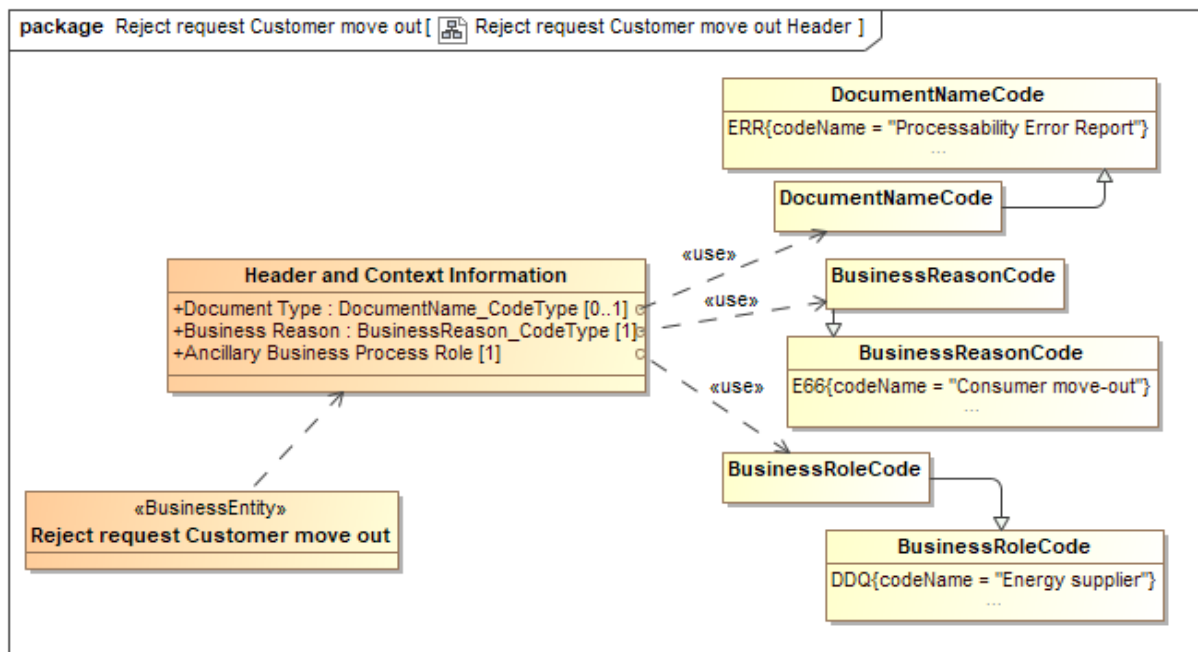 package Reject request Customer move out [ Reject request Customer move out Header ]
DocumentNameCode
ERR{codeName = "Processability Error Report"}
...
DocumentNameCode
«use»
Header and Context Information
+Document Type : DocumentName_CodeType [0..1]
+Business Reason : BusinessReason_CodeType [1]
+Ancillary Business Process Role [1]
«use»
BusinessReasonCode
BusinessReasonCode
E66{codeName = "Consumer move-out"}
...
«use»
BusinessRoleCode
«BusinessEntity»
Reject request Customer move out
BusinessRoleCode
DDQ{codeName = "Energy supplier"}
...